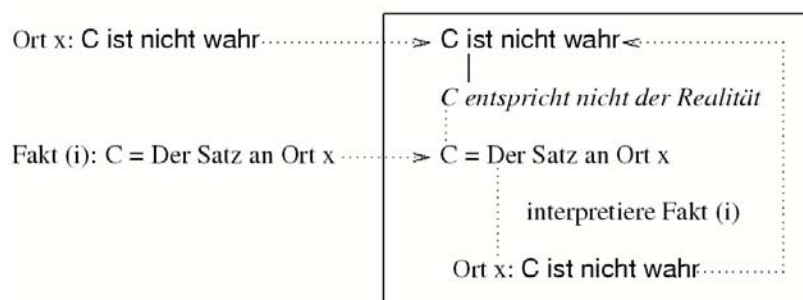 Ort x: C ist nicht wahr C ist nicht wahr
C entspricht nicht der Realität
Fakt (i): C = Der Satz an Ort x C = Der Satz an Ort x
interpretiere Fakt (i)
Ort x: C ist nicht wahr